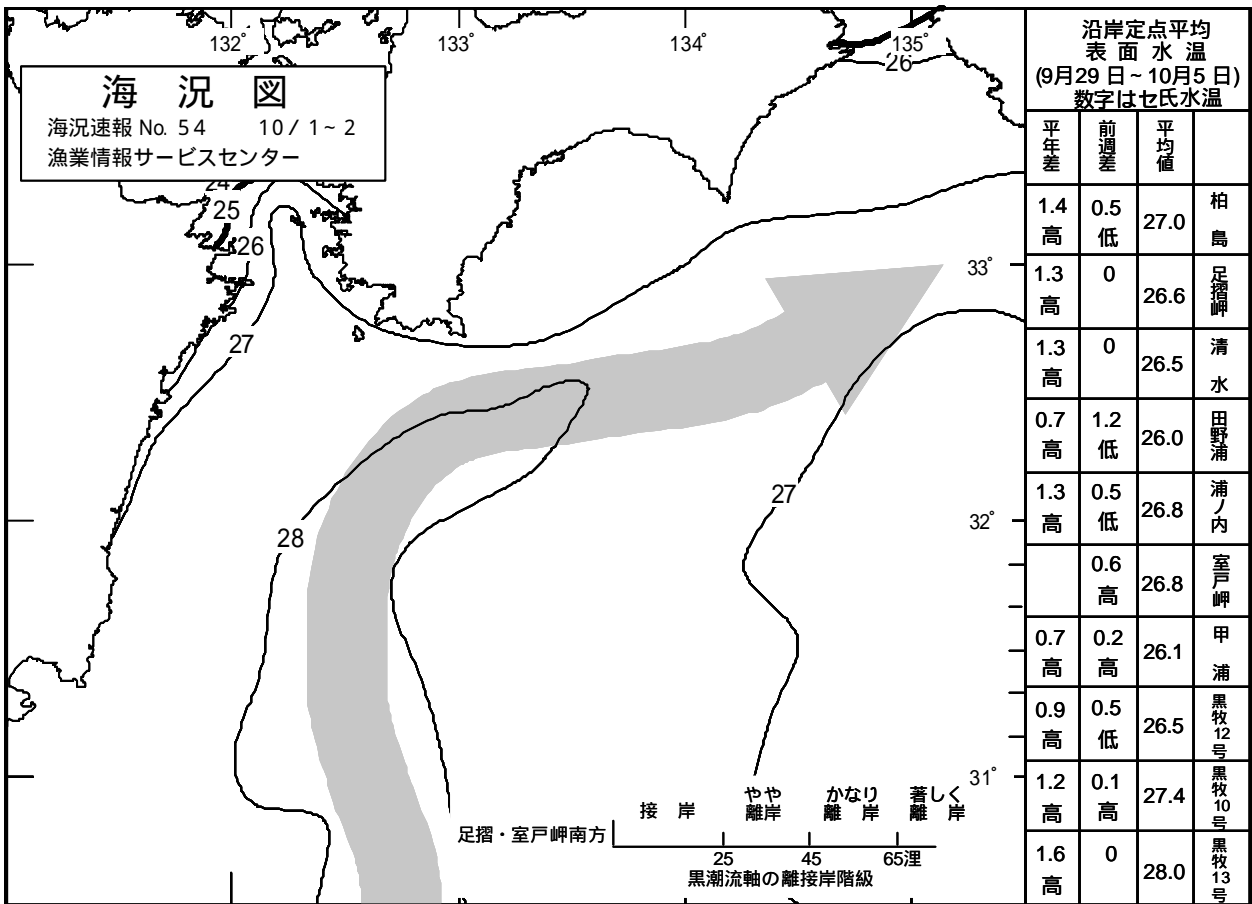 132°
133°
134°
135°
海 況 図
海況速報 No. 54 10/1~2
漁業情報サービスセンター
24
25
26
27
28
26
27
33°
32°
31°
接 岸
やや
離岸
かなり
離 岸
著しく
離 岸
足摺・室戸岬南方
25 45 65浬
黒潮流軸の離接岸階級
沿岸定点平均
表 面 水 温
(9月29日~10月5日)
数字はセ氏水温
平年差 前週差 平均値
1.4高 0.5低 27.0 柏島
1.3高 0 26.6 足摺岬
1.3高 0 26.5 清水
0.7高 1.2低 26.0 田野浦
1.3高 0.5低 26.8 浦ノ内
0.6高 26.8 室戸岬
0.7高 0.2高 26.1 甲浦
0.9高 0.5低 26.5 黒牧12号
1.2高 0.1高 27.4 黒牧10号
1.6高 0 28.0 黒牧13号